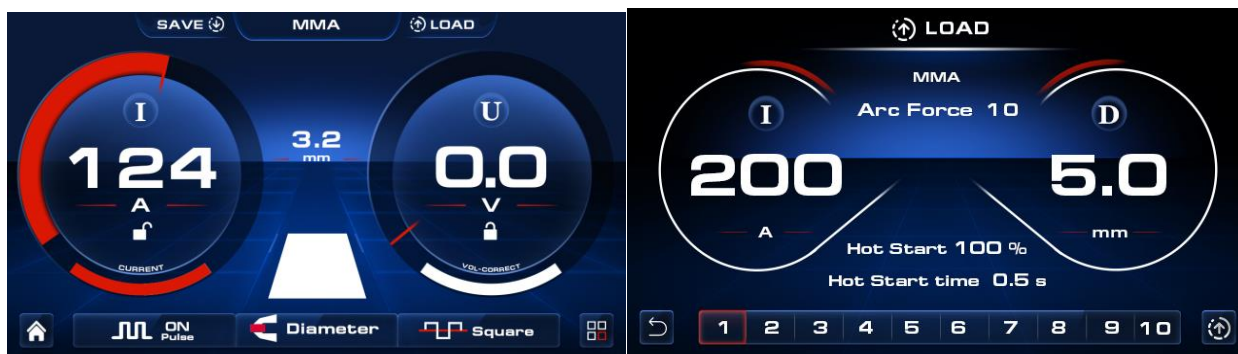 SAVE MMA LOAD
I
124
A
CURRENT
3.2
mm
U
0.0
V
VOL-CORRECT
ON
Pulse
Diameter
Square
LOAD
MMA
Arc Force 10
I
200
A
D
5.0
mm
Hot Start 100 %
Hot Start time 0.5 s
1 2 3 4 5 6 7 8 9 10